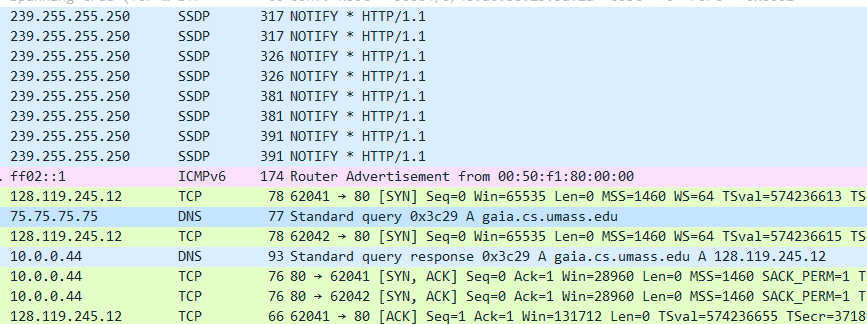 239.255.255.250 SSDP 317 NOTIFY * HTTP/1.1
239.255.255.250 SSDP 317 NOTIFY * HTTP/1.1
239.255.255.250 SSDP 326 NOTIFY * HTTP/1.1
239.255.255.250 SSDP 326 NOTIFY * HTTP/1.1
239.255.255.250 SSDP 381 NOTIFY * HTTP/1.1
239.255.255.250 SSDP 381 NOTIFY * HTTP/1.1
239.255.255.250 SSDP 391 NOTIFY * HTTP/1.1
239.255.255.250 SSDP 391 NOTIFY * HTTP/1.1
. ff02::1 ICMPv6 174 Router Advertisement from 00:50:f1:80:00:00
128.119.245.12 TCP 78 62041 → 80 [SYN] Seq=0 Win=65535 Len=0 MSS=1460 WS=64 TSval=574236613 TS
75.75.75.75 DNS 77 Standard query 0x3c29 A gaia.cs.umass.edu
128.119.245.12 TCP 78 62042 → 80 [SYN] Seq=0 Win=65535 Len=0 MSS=1460 WS=64 TSval=574236615 TS
10.0.0.44 DNS 93 Standard query response 0x3c29 A gaia.cs.umass.edu A 128.119.245.12
10.0.0.44 TCP 76 80 → 62041 [SYN, ACK] Seq=0 Ack=1 Win=28960 Len=0 MSS=1460 SACK_PERM=1 T
10.0.0.44 TCP 76 80 → 62042 [SYN, ACK] Seq=0 Ack=1 Win=28960 Len=0 MSS=1460 SACK_PERM=1 T
128.119.245.12 TCP 66 62041 → 80 [ACK] Seq=1 Ack=1 Win=131712 Len=0 TSval=574236655 TSecr=3718